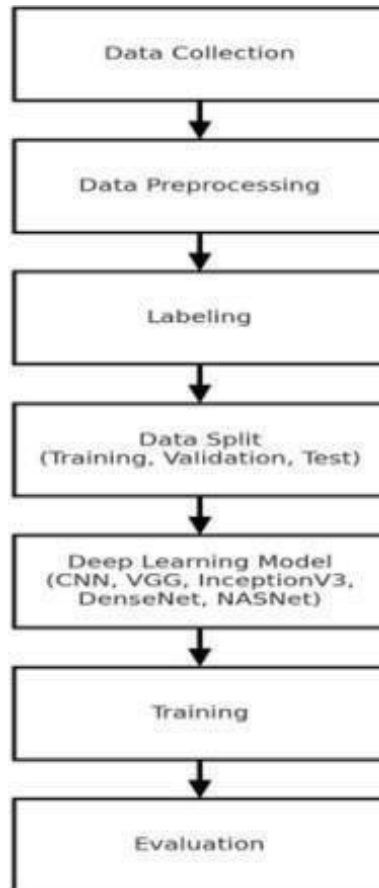 Data Collection
Data Preprocessing
Labeling
Data Split
(Training, Validation, Test)
Deep Learning Model
(CNN, VGG, InceptionV3,
DenseNet, NASNet)
Training
Evaluation